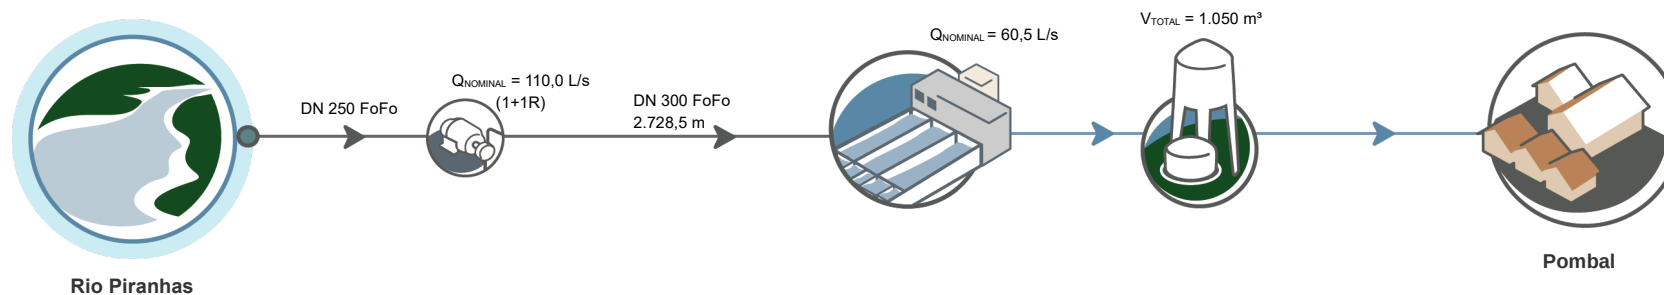 DN 250 FoFo
QNOMINAL = 110,0 L/s
(1+1R)
DN 300 FoFo
2.728,5 m
QNOMINAL = 60,5 L/s
VTOTAL = 1.050 m³
Rio Piranhas
Pombal